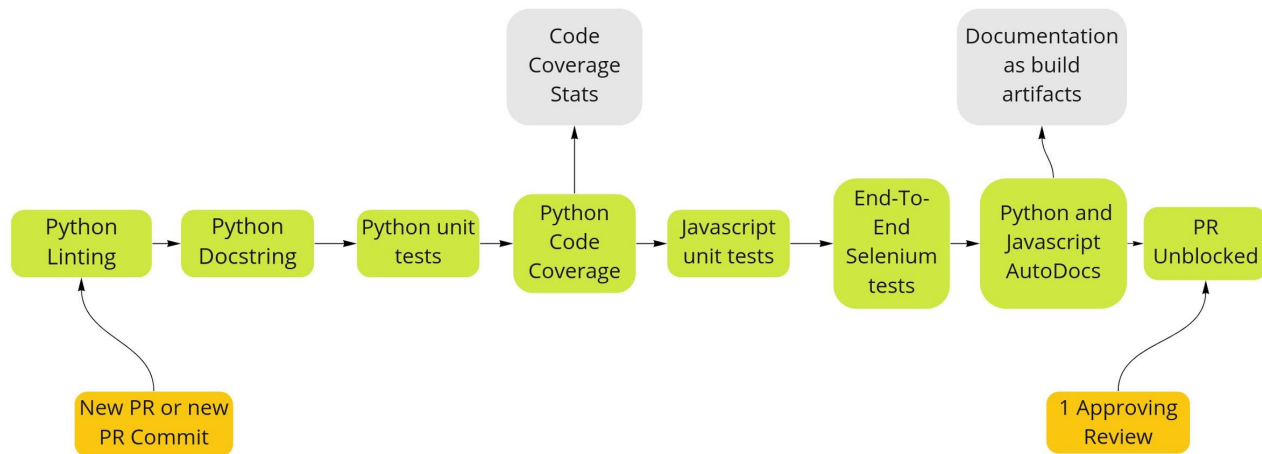 Code
Coverage
Stats
Documentation
as build
artifacts
Python
Linting
Python
Docstring
Python unit
tests
Python
Code
Coverage
Javascript
unit tests
End-To-
End
Selenium
tests
Python and
Javascript
AutoDocs
PR
Unblocked
New PR or new
PR Commit
1 Approving
Review